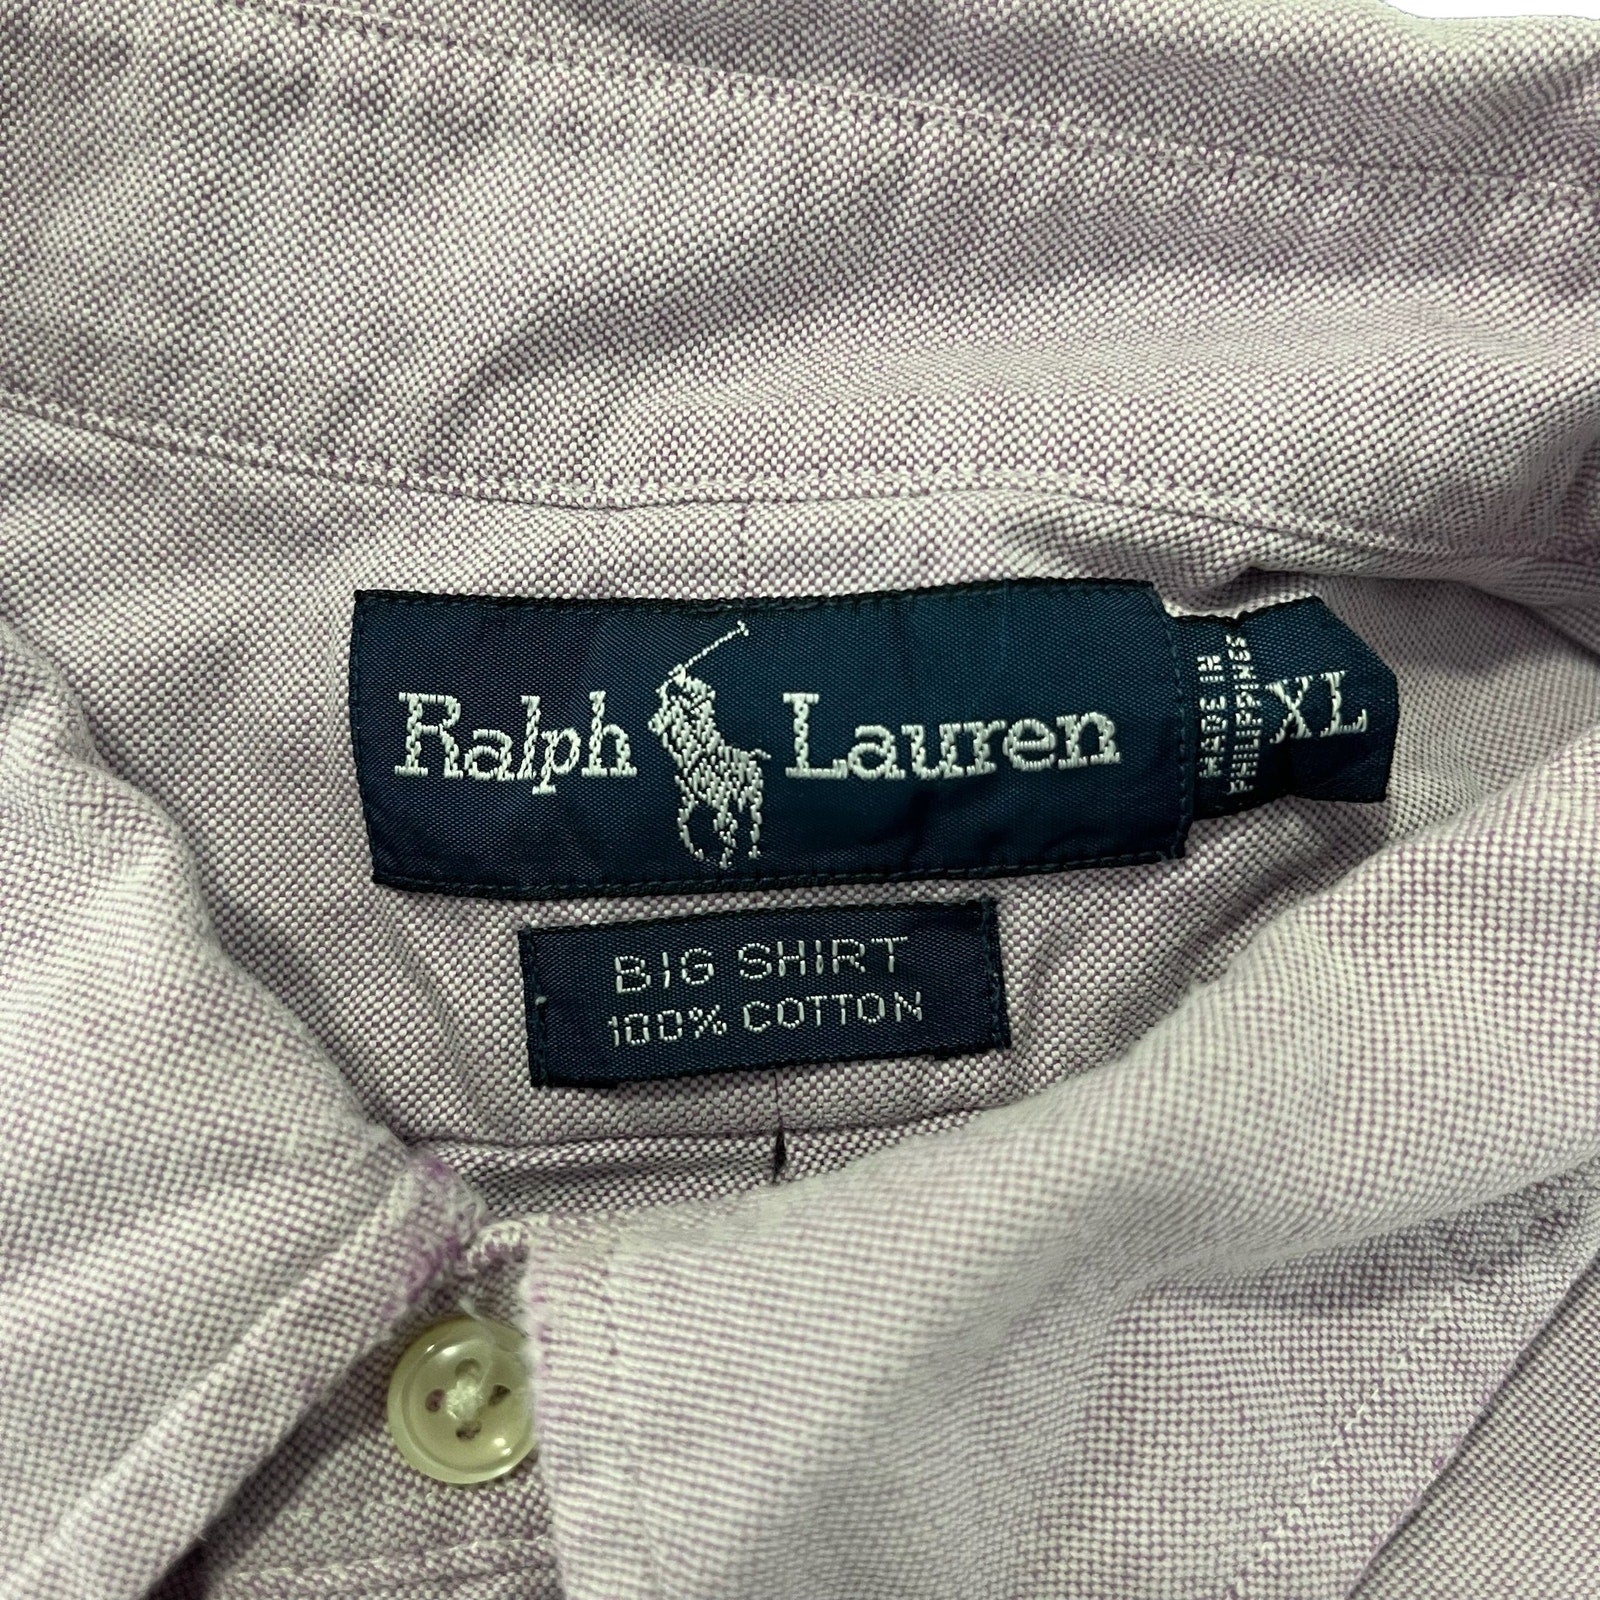 Ralph Lauren
MADE IN
PHILIPPINES
XL
BIG SHIRT
100% COTTON